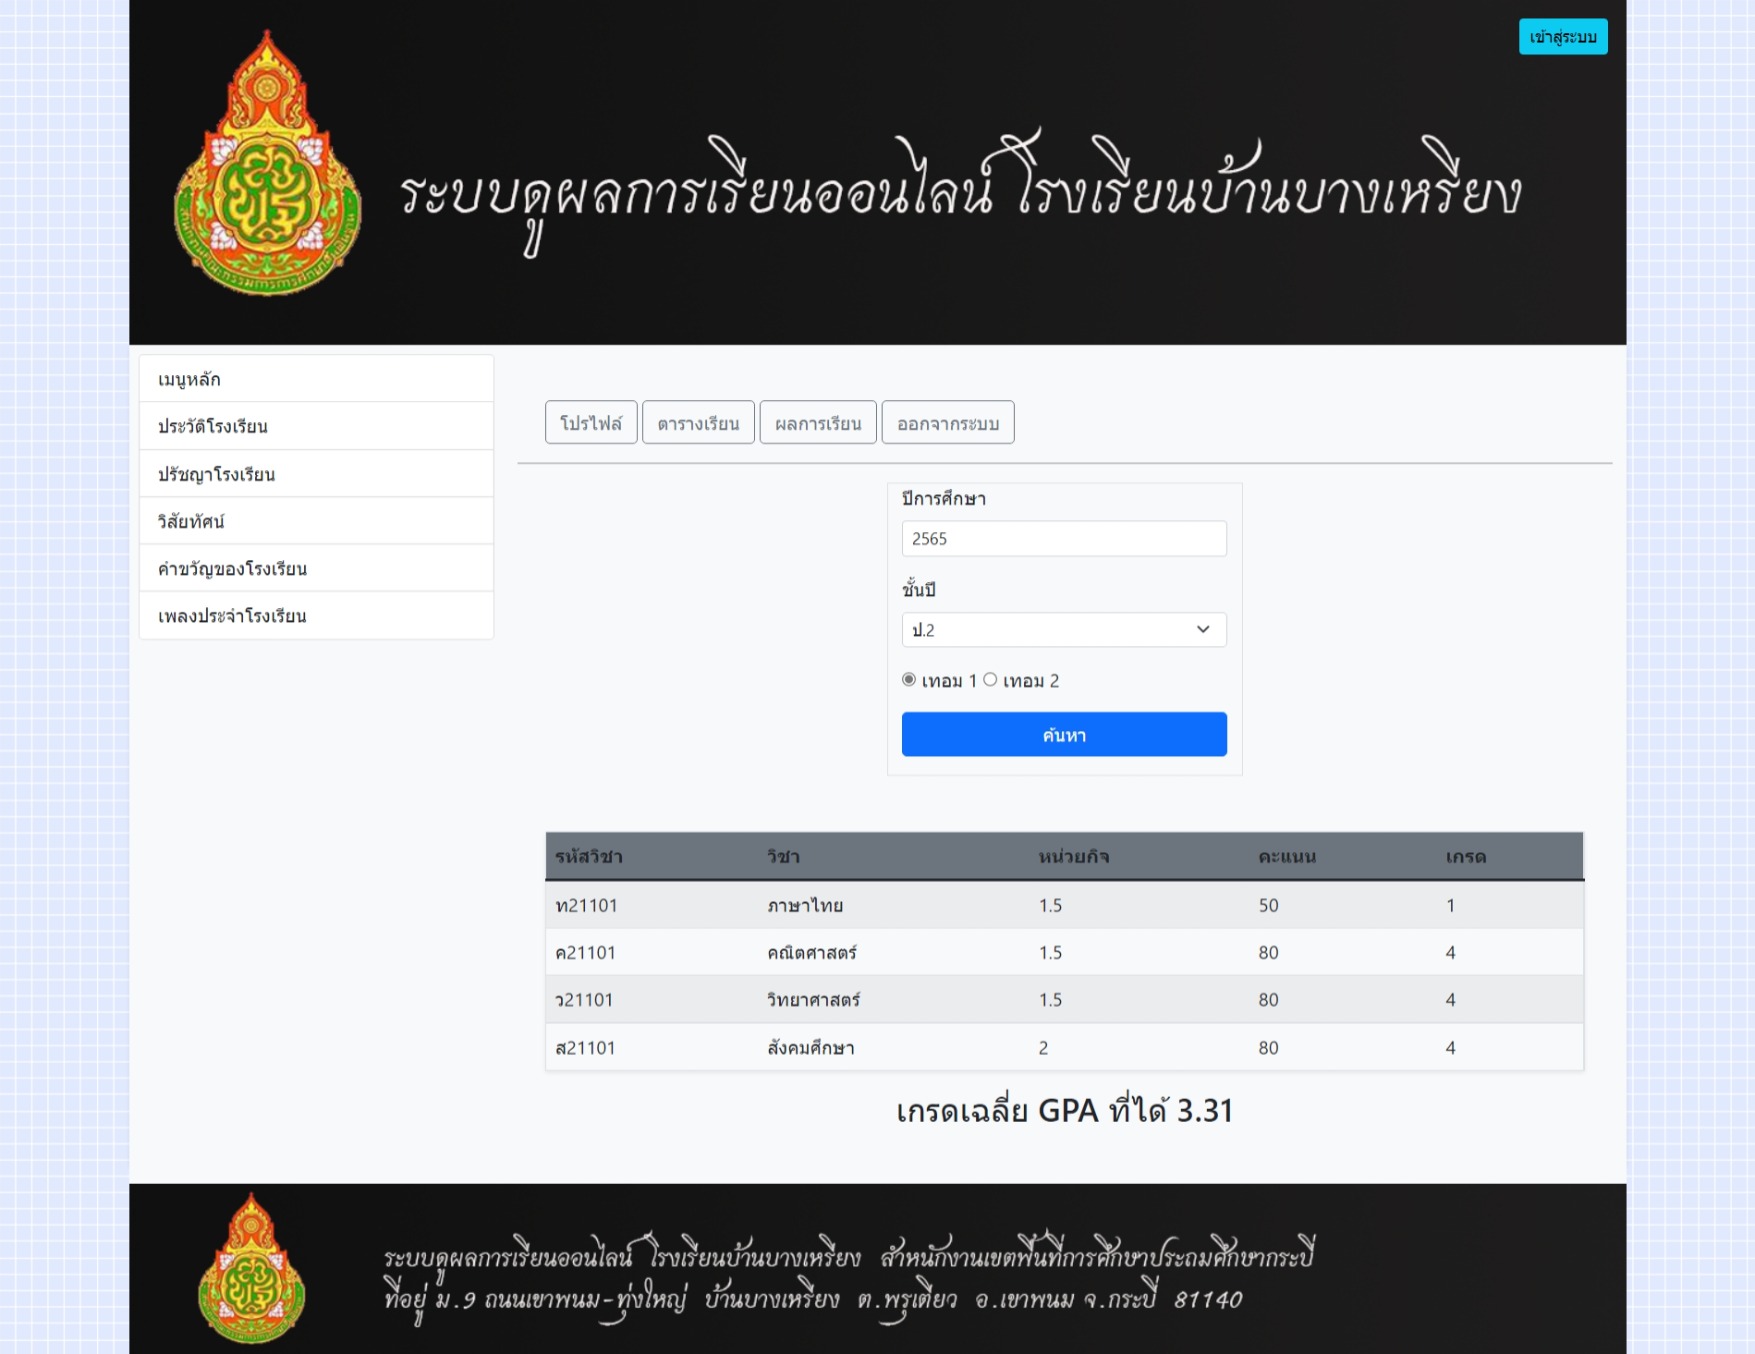 เข้าสู่ระบบ
ระบบดูผลการเรียนออนไลน์ โรงเรียนบ้านบางเหรียง
เมนูหลัก
ประวัติโรงเรียน
ปรัชญาโรงเรียน
วิสัยทัศน์
คำขวัญของโรงเรียน
เพลงประจำโรงเรียน
โปรไฟล์ ตารางเรียน ผลการเรียน ออกจากระบบ
ปีการศึกษา
2565
ชั้นปี
ป.2
เทอม 1 เทอม 2
ค้นหา
รหัสวิชา วิชา หน่วยกิจ คะแนน เกรด
ท21101 ภาษาไทย 1.5 50 1
ค21101 คณิตศาสตร์ 1.5 80 4
ว21101 วิทยาศาสตร์ 1.5 80 4
ส21101 สังคมศึกษา 2 80 4
เกรดเฉลี่ย GPA ที่ได้ 3.31
ระบบดูผลการเรียนออนไลน์ โรงเรียนบ้านบางเหรียง สำหนักงานเขตพื้นที่การศึกษาประถมศึกษากระบี่
ที่อยู่ ม.9 ถนนเขาพนม-ทุ่งใหญ่ บ้านบางเหรียง ต.พรุเตียว อ.เขาพนม จ.กระบี่ 81140